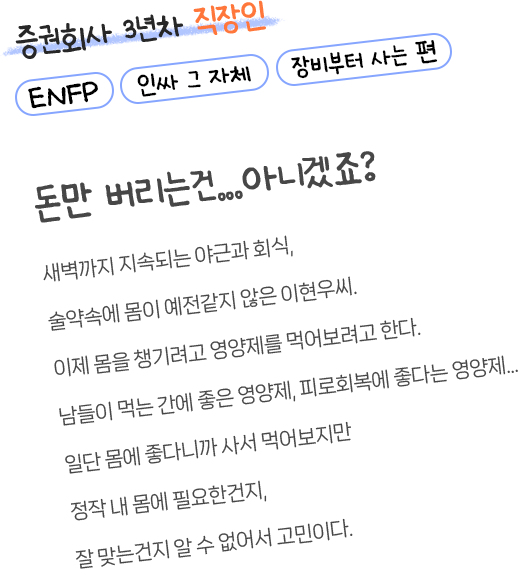 증권회사 3년차 직장인
ENFP 인싸 그 자체 장비부터 사는 편
돈만 버리는건...아니겠죠?
새벽까지 지속되는 야근과 회식,
술약속에 몸이 예전같지 않은 이현우씨.
이제 몸을 챙기려고 영양제를 먹어보려고 한다.
남들이 먹는 간에 좋은 영양제, 피로회복에 좋다는 영양제...
일단 몸에 좋다니까 사서 먹어보지만
정작 내 몸에 필요한건지,
잘 맞는건지 알 수 없어서 고민이다.